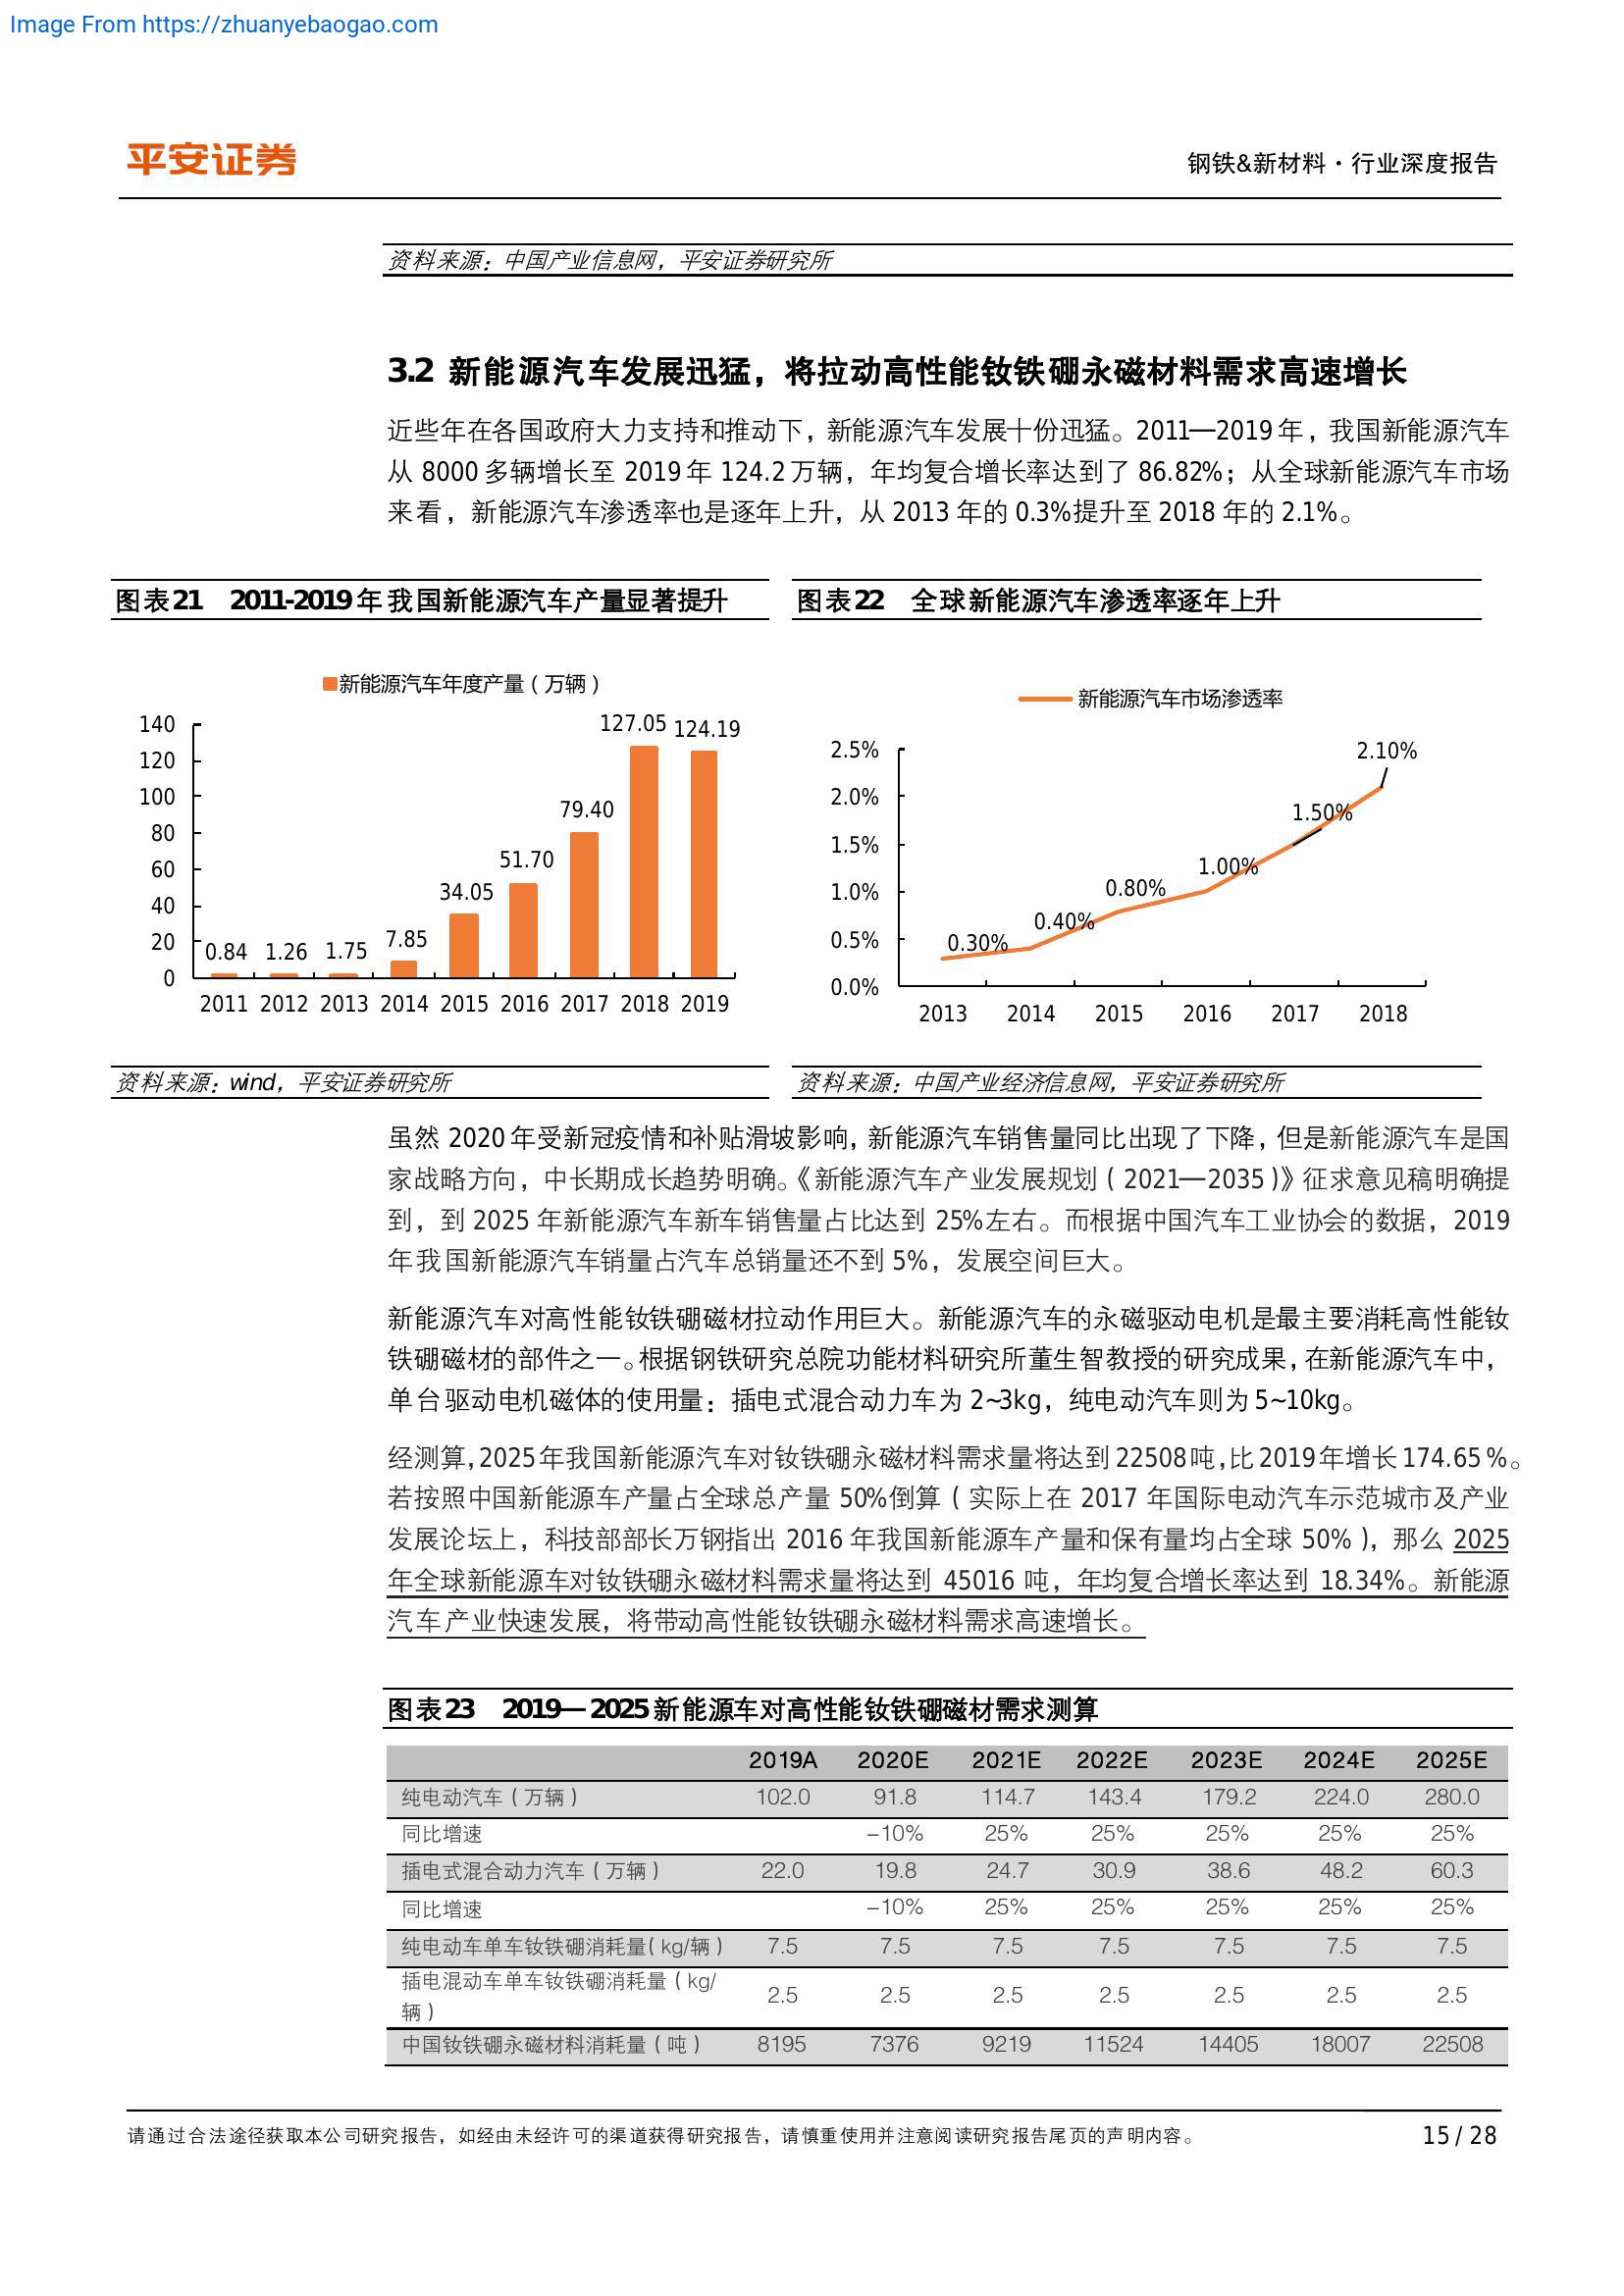 Image From https://zhuanyebaogao.com
平安证券
钢铁&新材料·行业深度报告
资料来源：中国产业信息网，平安证券研究所
3.2 新能源汽车发展迅猛，将拉动高性能钕铁硼永磁材料需求高速增长
近些年在各国政府大力支持和推动下，新能源汽车发展十份迅猛。2011—2019年，我国新能源汽车
从 8000 多辆增长至 2019 年 124.2 万辆，年均复合增长率达到了 86.82%；从全球新能源汽车市场
来看，新能源汽车渗透率也是逐年上升，从 2013 年的 0.3%提升至 2018 年的 2.1%。
图表21 2011-2019年我国新能源汽车产量显著提升
新能源汽车年度产量（万辆）
140
120
100
80
60
40
20
0
0.84 1.26 1.75 7.85 34.05 51.70 79.40 127.05 124.19
2011 2012 2013 2014 2015 2016 2017 2018 2019
资料来源：wind，平安证券研究所
图表22 全球新能源汽车渗透率逐年上升
新能源汽车市场渗透率
2.5%
2.0%
1.5%
1.0%
0.5%
0.0%
0.30% 0.40% 0.80% 1.00% 1.50% 2.10%
2013 2014 2015 2016 2017 2018
资料来源：中国产业经济信息网，平安证券研究所
虽然 2020 年受新冠疫情和补贴滑坡影响，新能源汽车销售量同比出现了下降，但是新能源汽车是国
家战略方向，中长期成长趋势明确。《新能源汽车产业发展规划（2021—2035)》征求意见稿明确提
到，到 2025 年新能源汽车新车销售量占比达到 25%左右。而根据中国汽车工业协会的数据，2019
年我国新能源汽车销量占汽车总销量还不到 5%，发展空间巨大。
新能源汽车对高性能钕铁硼磁材拉动作用巨大。新能源汽车的永磁驱动电机是最主要消耗高性能钕
铁硼磁材的部件之一。根据钢铁研究总院功能材料研究所董生智教授的研究成果，在新能源汽车中，
单台驱动电机磁体的使用量：插电式混合动力车为 2~3kg，纯电动汽车则为 5~10kg。
经测算，2025年我国新能源汽车对钕铁硼永磁材料需求量将达到22508吨，比2019年增长174.65%。
若按照中国新能源车产量占全球总产量 50%倒算（实际上在 2017 年国际电动汽车示范城市及产业
发展论坛上，科技部部长万钢指出 2016 年我国新能源车产量和保有量均占全球 50%)，那么 2025
年全球新能源车对钕铁硼永磁材料需求量将达到 45016 吨，年均复合增长率达到 18.34%。新能源
汽车产业快速发展，将带动高性能钕铁硼永磁材料需求高速增长。
图表23 2019—2025新能源车对高性能钕铁硼磁材需求测算
2019A 2020E 2021E 2022E 2023E 2024E 2025E
纯电动汽车（万辆） 102.0 91.8 114.7 143.4 179.2 224.0 280.0
同比增速 -10% 25% 25% 25% 25% 25%
插电式混合动力汽车（万辆） 22.0 19.8 24.7 30.9 38.6 48.2 60.3
同比增速 -10% 25% 25% 25% 25% 25%
纯电动车单车钕铁硼消耗量(kg/辆） 7.5 7.5 7.5 7.5 7.5 7.5 7.5
插电混动车单车钕铁硼消耗量（kg/
辆） 2.5 2.5 2.5 2.5 2.5 2.5 2.5
中国钕铁硼永磁材料消耗量（吨） 8195 7376 9219 11524 14405 18007 22508
请通过合法途径获取本公司研究报告，如经由未经许可的渠道获得研究报告，请慎重使用并注意阅读研究报告尾页的声明内容。
15 / 28